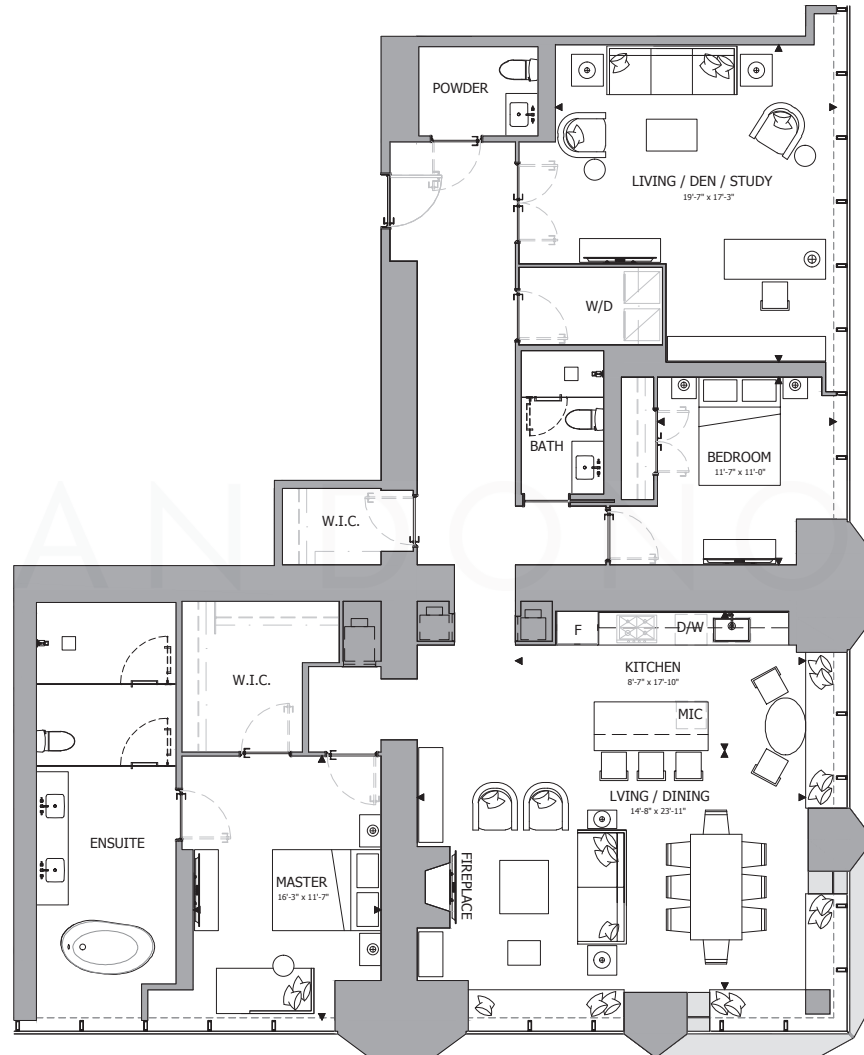 POWDER
LIVING / DEN / STUDY
19'-7" x 17'-3"
W/D
BATH
BEDROOM
11'-7" x 11'-0"
W.I.C.
ANDONO
F
D/W
KITCHEN
8'-7" x 17'-10"
W.I.C.
MIC
LVING / DINING
14'-8" x 23'-11"
ENSUITE
FIREPLACE
MASTER
16'-3" x 11'-7"